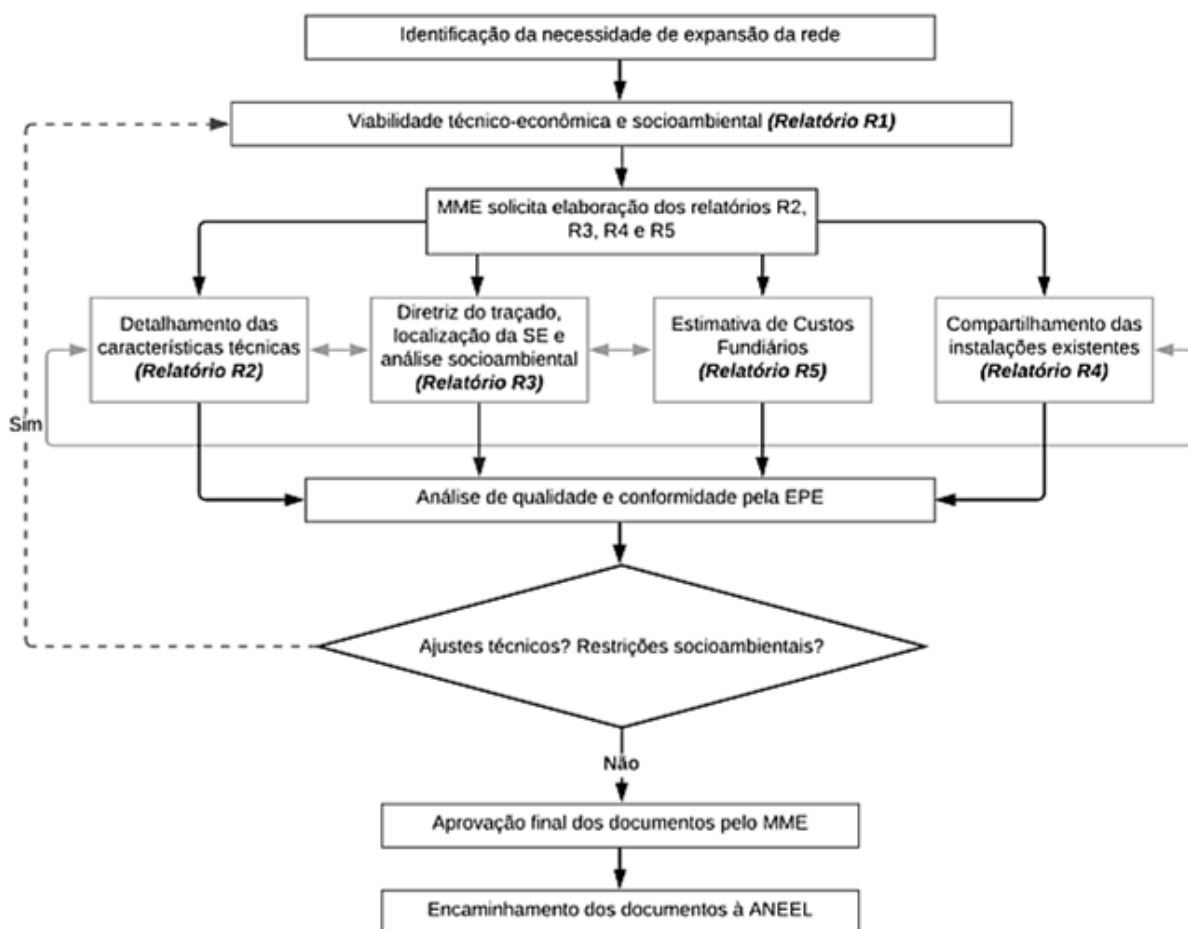 Identificação da necessidade de expansão da rede
Viabilidade técnico-econômica e socioambiental (Relatório R1)
MME solicita elaboração dos relatórios R2,
R3, R4 e R5
Detalhamento das
características técnicas
(Relatório R2)
Diretriz do traçado,
localização da SE e
análise socioambiental
(Relatório R3)
Estimativa de Custos
Fundiários
(Relatório R5)
Compartilhamento das
instalações existentes
(Relatório R4)
Sim
Análise de qualidade e conformidade pela EPE
Ajustes técnicos? Restrições socioambientais?
Não
Aprovação final dos documentos pelo MME
Encaminhamento dos documentos à ANEEL